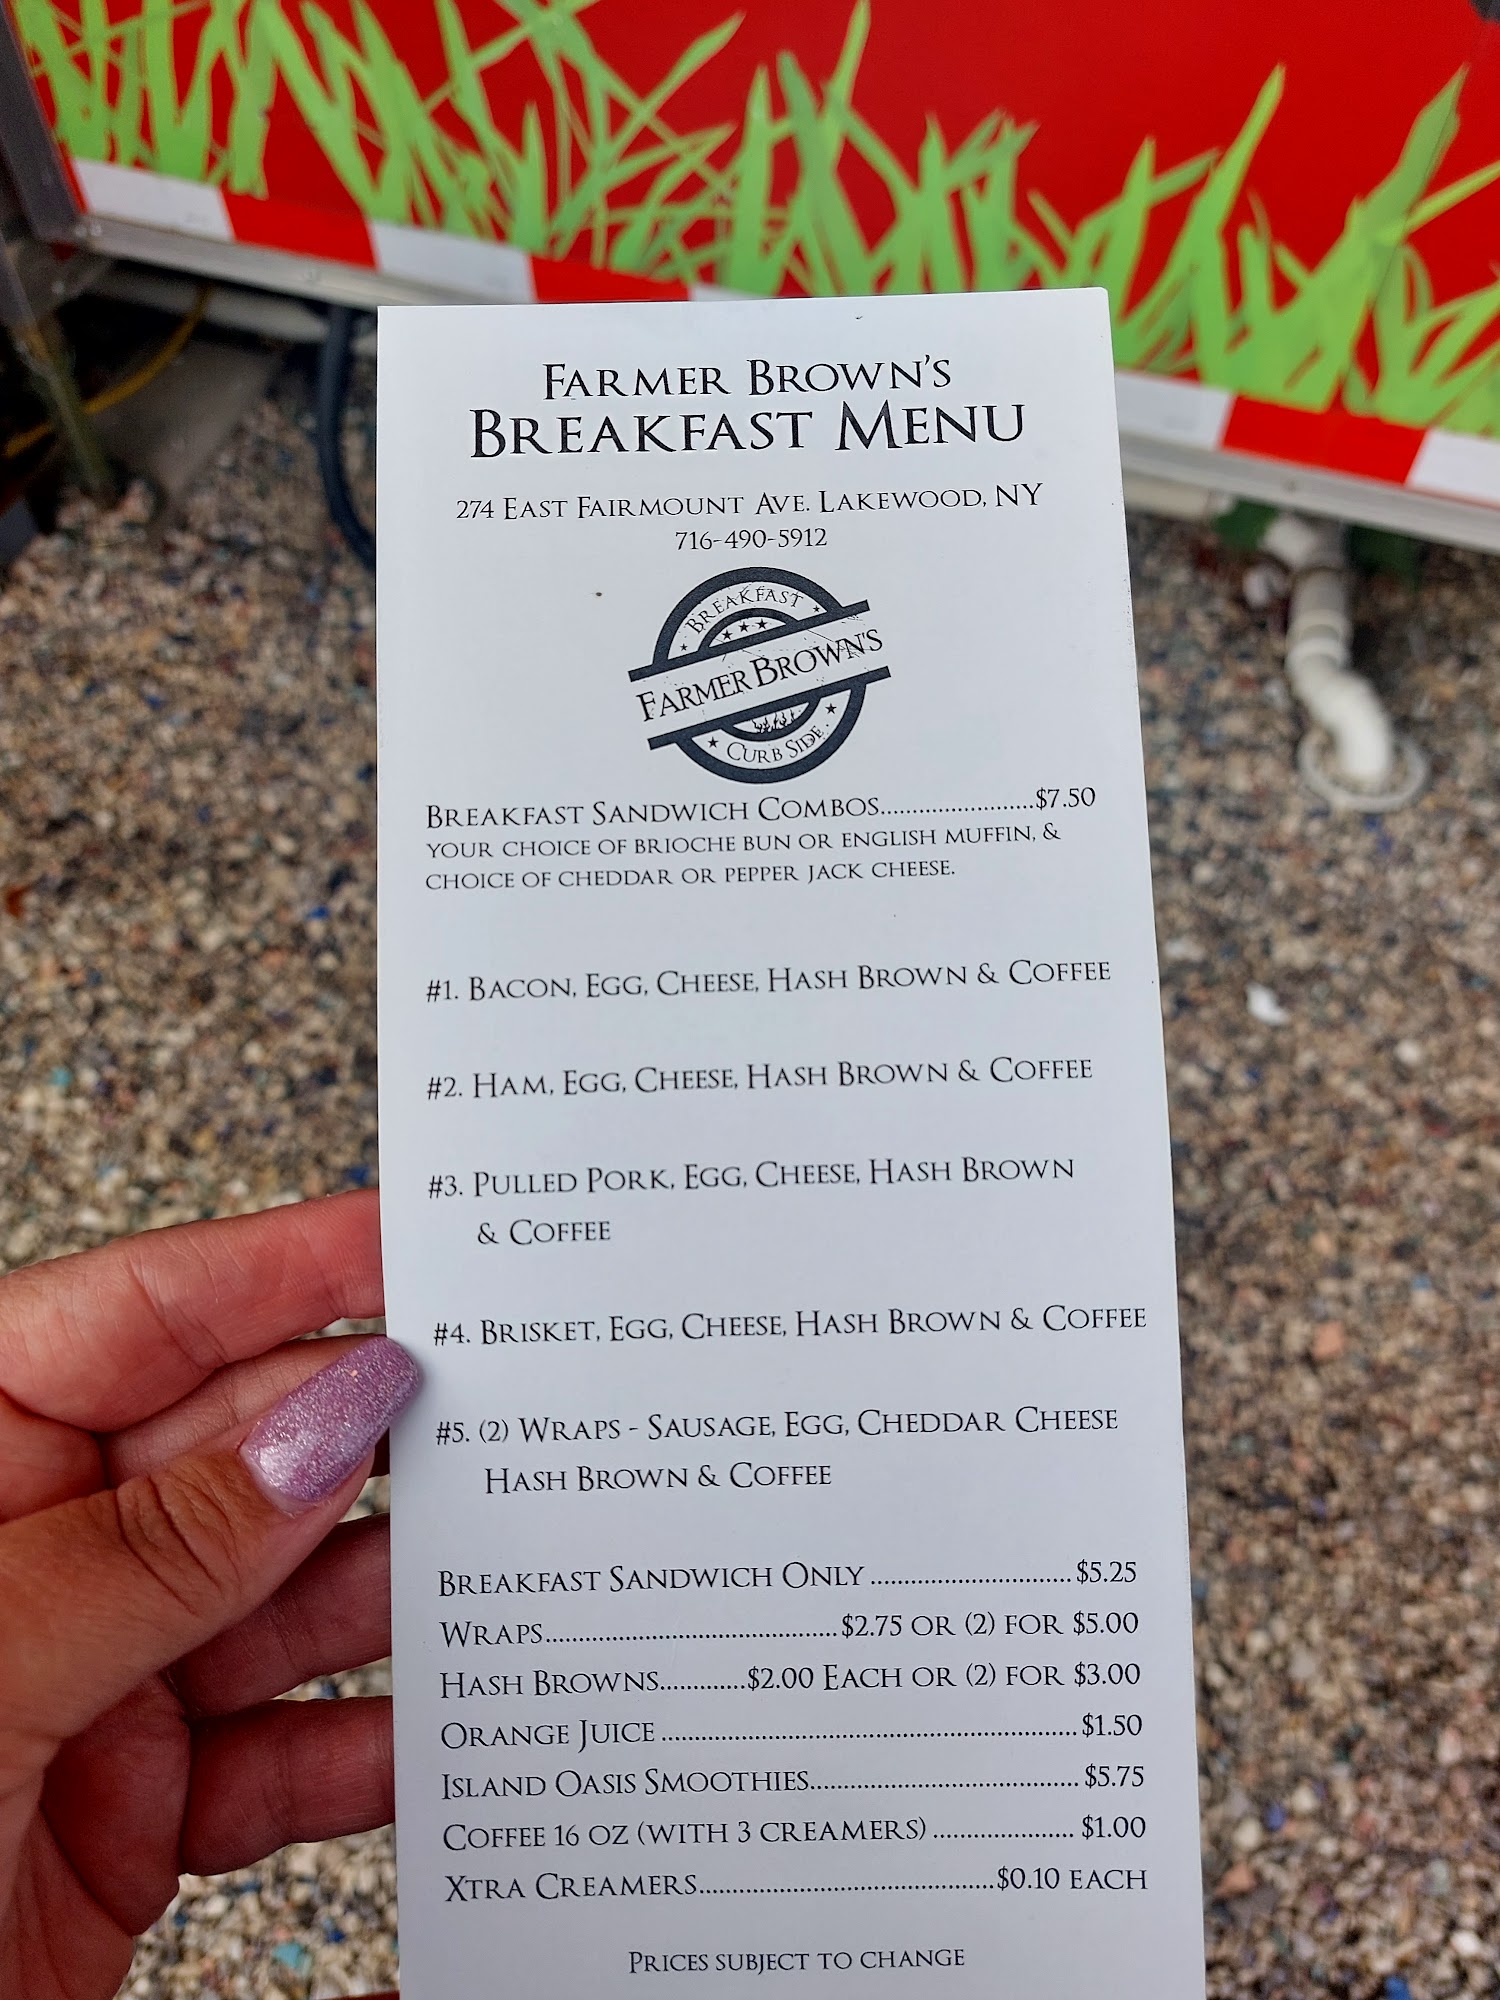 Farmer Brown's
Breakfast Menu
274 East Fairmount Ave. Lakewood, NY
716-490-5912
Breakfast
Farmer Brown's
Curb Side
Breakfast Sandwich Combos.......................$7.50
your choice of brioche bun or english muffin, &
choice of cheddar or pepper jack cheese.
#1. Bacon, Egg, Cheese, Hash Brown & Coffee
#2. Ham, Egg, Cheese, Hash Brown & Coffee
#3. Pulled Pork, Egg, Cheese, Hash Brown
& Coffee
#4. Brisket, Egg, Cheese, Hash Brown & Coffee
#5. (2) Wraps - Sausage, Egg, Cheddar Cheese
Hash Brown & Coffee
Breakfast Sandwich Only ..............................$5.25
Wraps............................................$2.75 or (2) for $5.00
Hash Browns.............$2.00 Each or (2) for $3.00
Orange Juice ..............................................................$1.50
Island Oasis Smoothies........................................$5.75
Coffee 16 oz (with 3 creamers) .....................$1.00
Xtra Creamers............................................$0.10 each
Prices subject to change